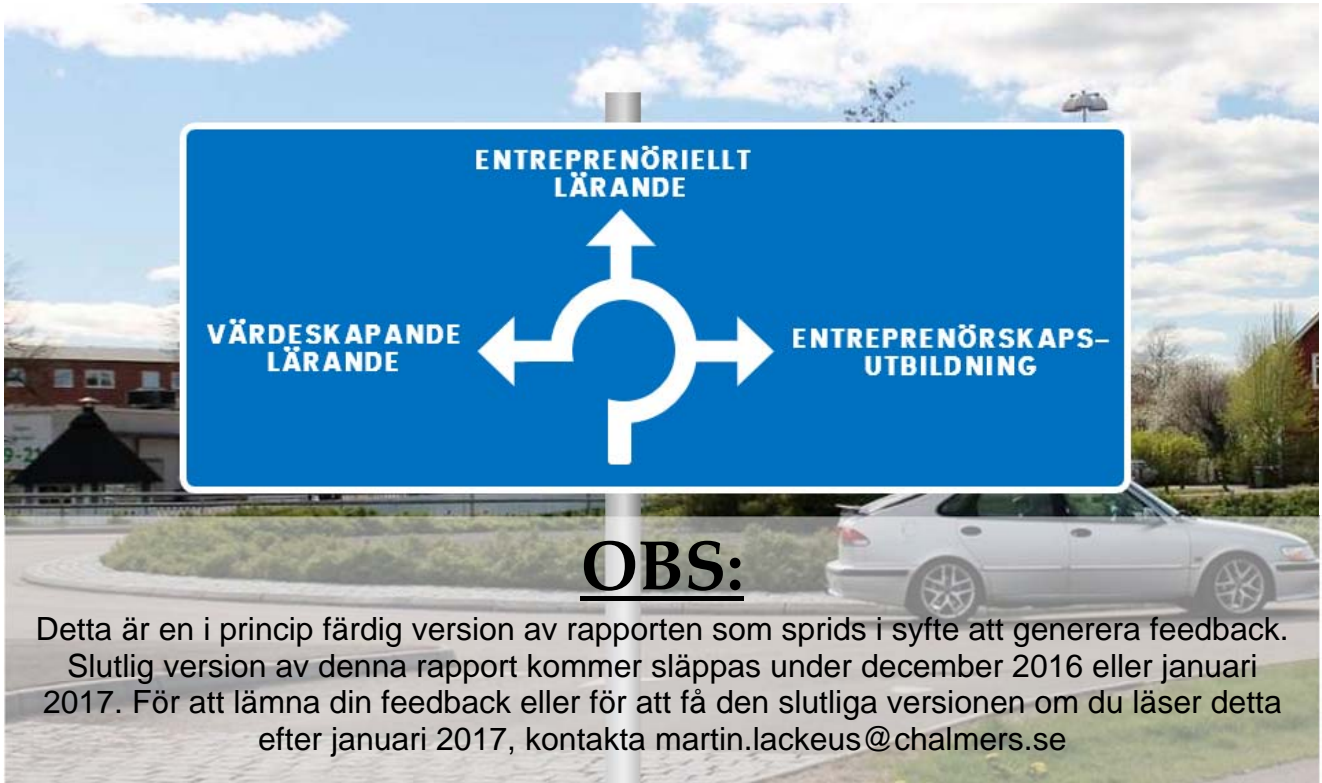 ENTREPRENÖRIELLT
LÄRANDE
VÄRDESKAPANDE
LÄRANDE
ENTREPRENÖRSKAPS–
UTBILDNING
OBS:
Detta är en i princip färdig version av rapporten som sprids i syfte att generera feedback.
Slutlig version av denna rapport kommer släppas under december 2016 eller januari
2017. För att lämna din feedback eller för att få den slutliga versionen om du läser detta
efter januari 2017, kontakta martin.lackeus@chalmers.se